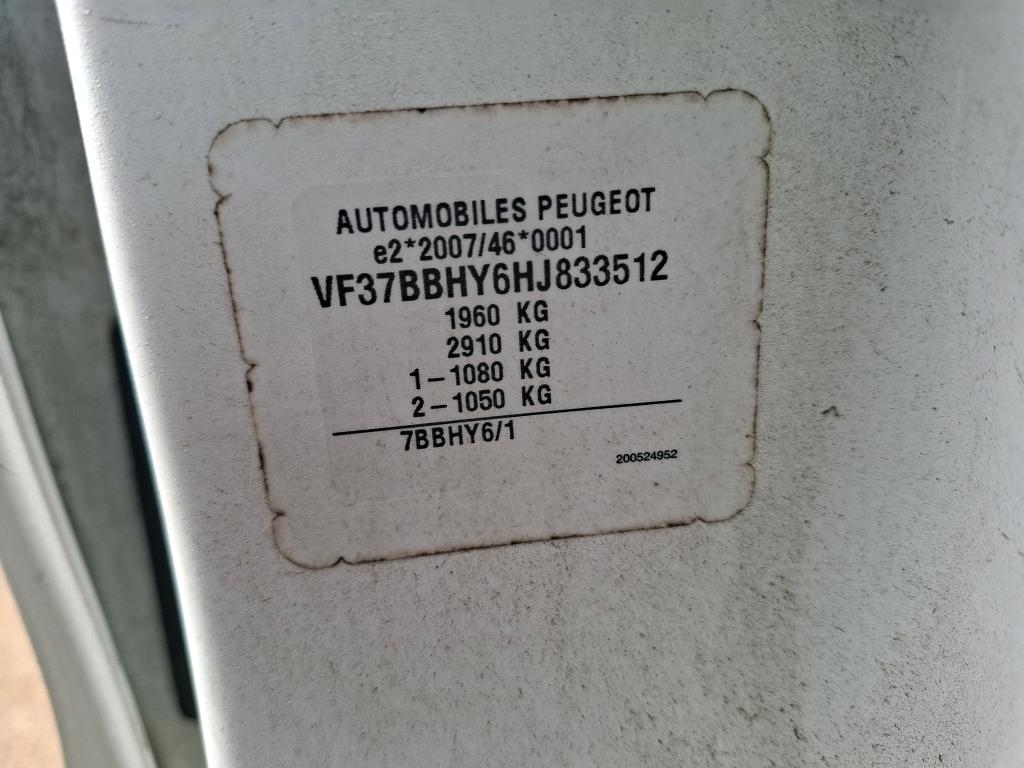 AUTOMOBILES PEUGEOT
e2*2007/46*0001
VF37BBHY6HJ833512
1960 KG
2910 KG
1-1080 KG
2-1050 KG
7BBHY6/1
200524952